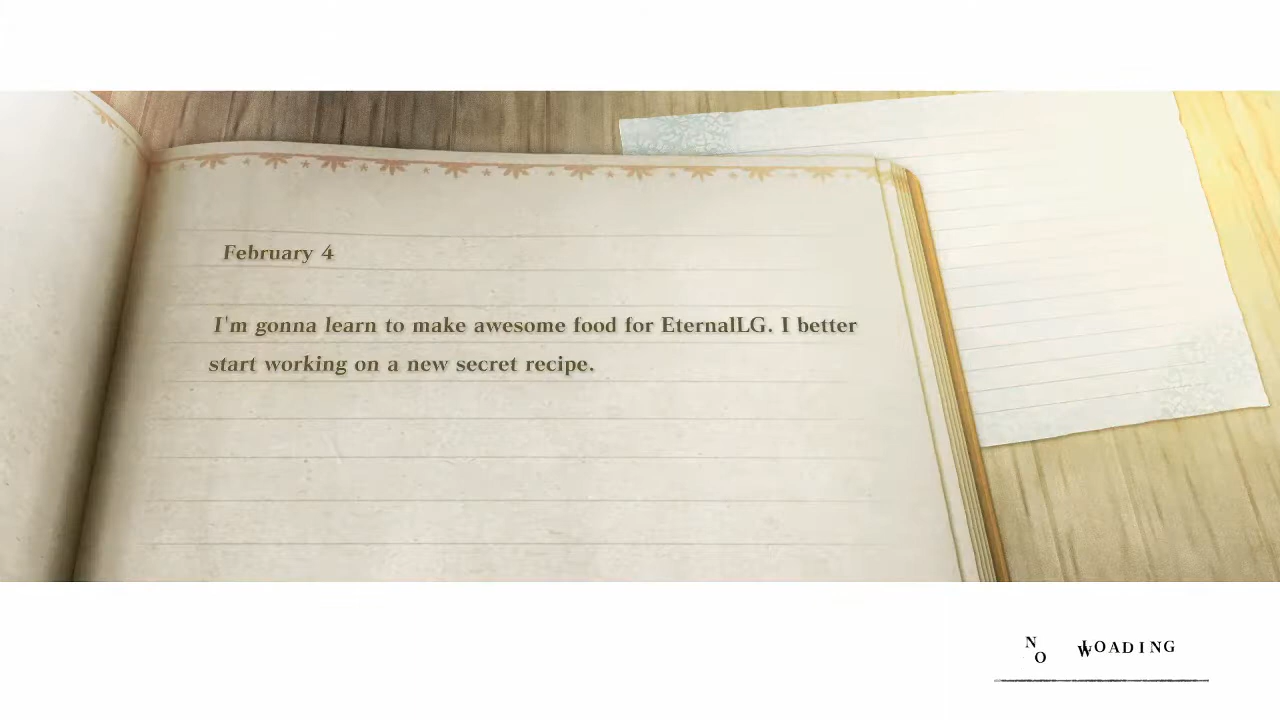 February 4
I'm gonna learn to make awesome food for EternalLG. I better
start working on a new secret recipe.
NOW LOADING